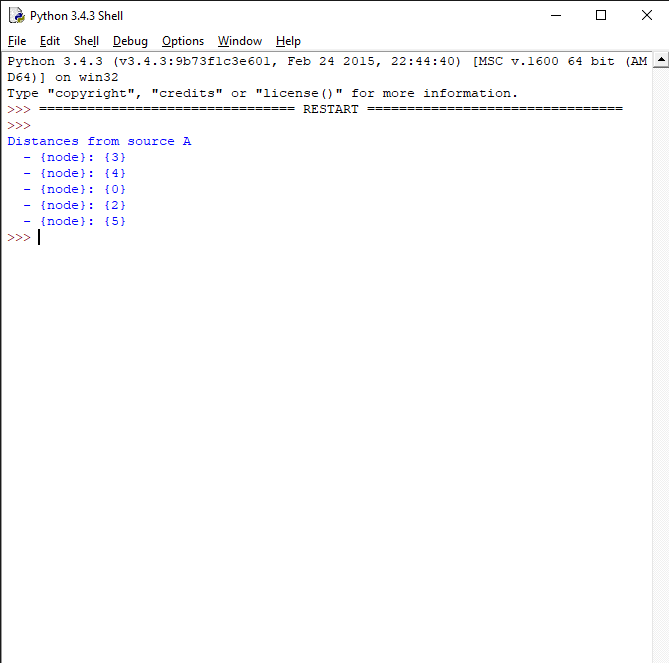 Python 3.4.3 Shell
File Edit Shell Debug Options Window Help
Python 3.4.3 (v3.4.3:9b73f1c3e601, Feb 24 2015, 22:44:40) [MSC v.1600 64 bit (AM
D64)] on win32
Type "copyright", "credits" or "license()" for more information.
>>> ================================ RESTART ================================
>>>
Distances from source A
  - {node}: {3}
  - {node}: {4}
  - {node}: {0}
  - {node}: {2}
  - {node}: {5}
>>>